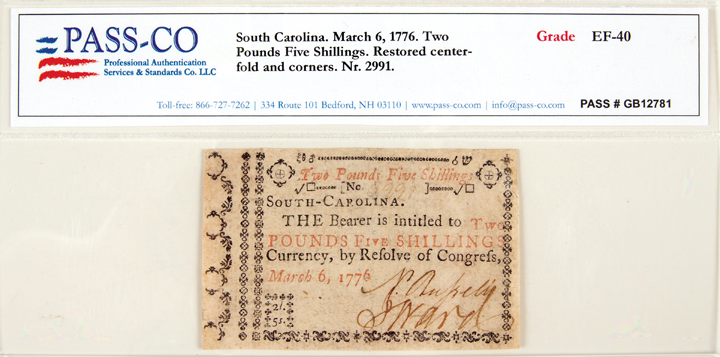 PASS-CO
Professional Authentication
Services & Standards Co. LLC
South Carolina. March 6, 1776. Two
Pounds Five Shillings. Restored center-
fold and corners. Nr. 2991.
Grade EF-40
Toll-free: 866-727-7262 | 334 Route 101 Bedford, NH 03110 | www.pass-co.com | info@pass-co.com
PASS # GB12781
Two Pounds Five Shillings
[No. 2991 ]
SOUTH-CAROLINA.
THE Bearer is intitled to Two
POUNDS FIVE SHILLINGS
Currency, by Reſolve of Congreſs,
March 6, 1776
2l.
5s.